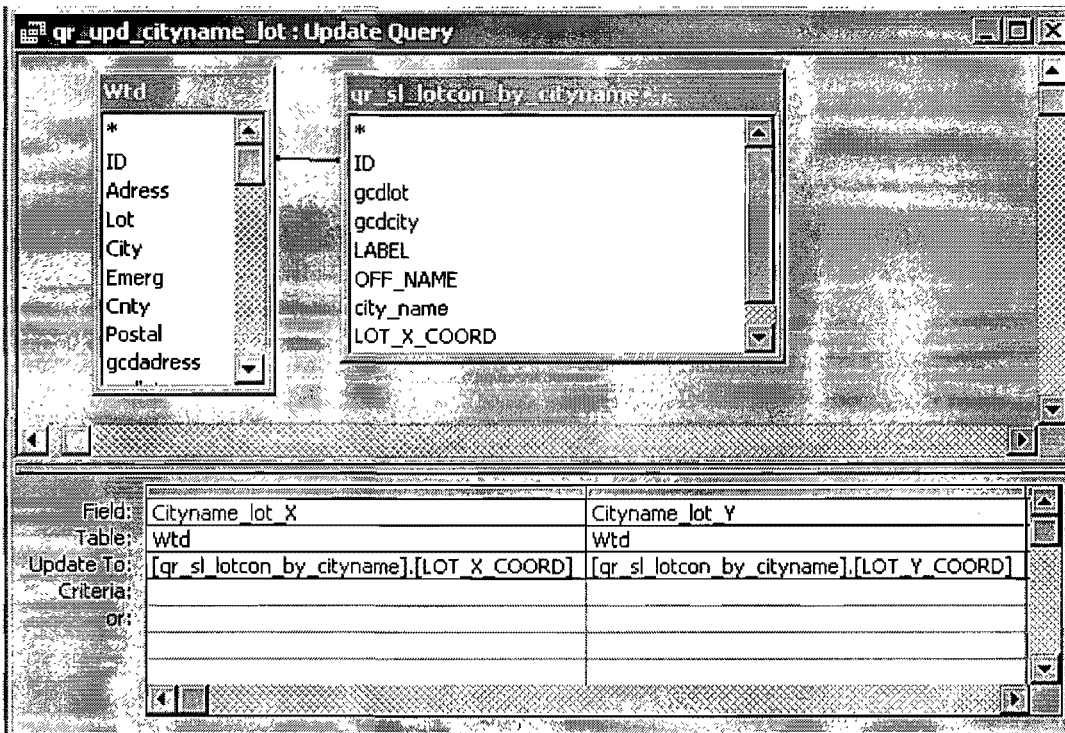 qr_upd_cityname_lot : Update Query
Wtd
*
ID
Adress
Lot
City
Emerg
Cnty
Postal
gcdadress
qr_sl_lotcon_by_cityname
*
ID
gcdlot
gcdcity
LABEL
OFF_NAME
city_name
LOT_X_COORD
Field: Cityname_lot_X Cityname_lot_Y
Table: Wtd Wtd
Update To: [qr_sl_lotcon_by_cityname].[LOT_X_COORD] [qr_sl_lotcon_by_cityname].[LOT_Y_COORD]
Criteria:
or: